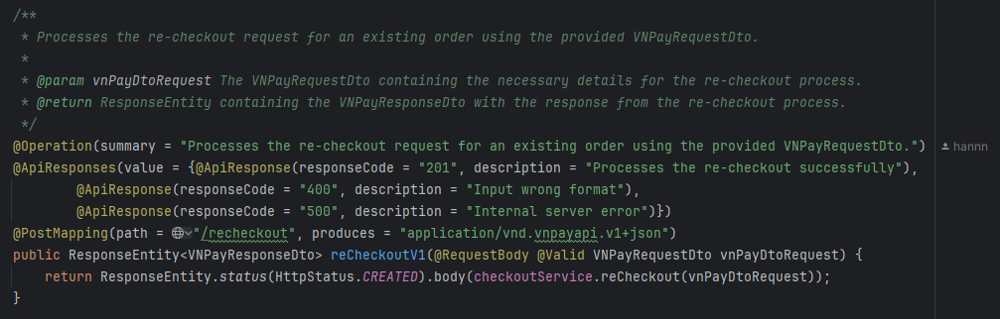 /**
 * Processes the re-checkout request for an existing order using the provided VNPayRequestDto.
 *
 * @param vnPayDtoRequest The VNPayRequestDto containing the necessary details for the re-checkout process.
 * @return ResponseEntity containing the VNPayResponseDto with the response from the re-checkout process.
 */
@Operation(summary = "Processes the re-checkout request for an existing order using the provided VNPayRequestDto.") hannn
@ApiResponses(value = {@ApiResponse(responseCode = "201", description = "Processes the re-checkout successfully"),
        @ApiResponse(responseCode = "400", description = "Input wrong format"),
        @ApiResponse(responseCode = "500", description = "Internal server error")})
@PostMapping(path = "/recheckout", produces = "application/vnd.vnpayapi.v1+json")
public ResponseEntity<VNPayResponseDto> reCheckoutV1(@RequestBody @Valid VNPayRequestDto vnPayDtoRequest) {
    return ResponseEntity.status(HttpStatus.CREATED).body(checkoutService.reCheckout(vnPayDtoRequest));
}